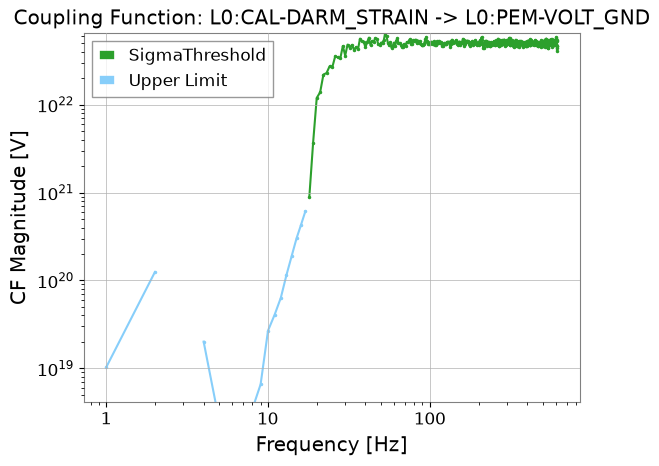 Coupling Function: L0:CAL-DARM_STRAIN -> L0:PEM-VOLT_GND
SigmaThreshold
Upper Limit
10^22
10^21
10^20
10^19
CF Magnitude [V]
1
10
100
Frequency [Hz]